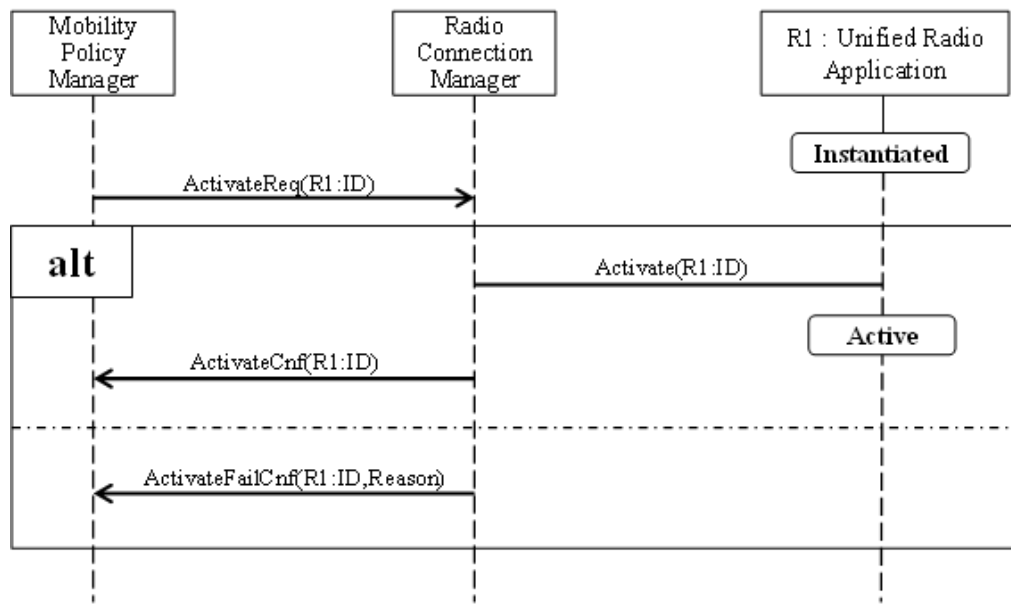 Mobility
Policy
Manager
Radio
Connection
Manager
R1 : Unified Radio
Application
Instantiated
ActivateReq(R1:ID)
alt
Activate(R1:ID)
Active
ActivateCnf(R1:ID)
ActivateFailCnf(R1:ID,Reason)